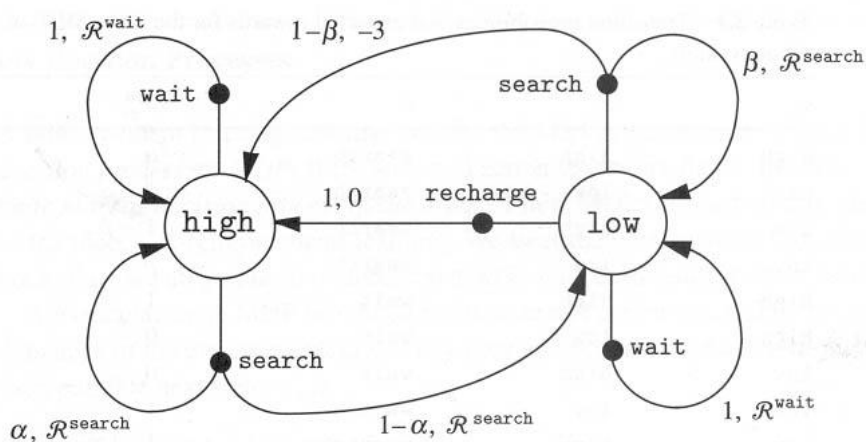 1, ℛ^wait
1−β, −3
wait
search
β, ℛ^search
1, 0
recharge
high
low
search
wait
α, ℛ^search
1−α, ℛ^search
1, ℛ^wait